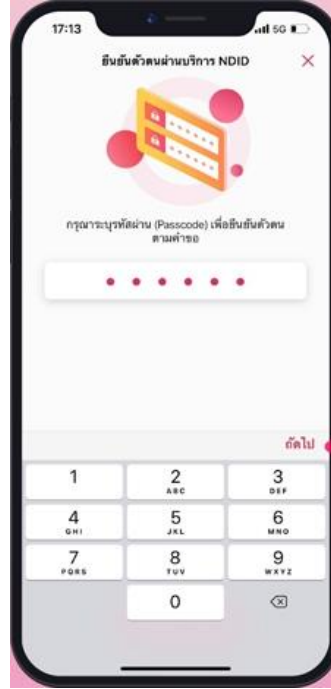 17:13
5G
ยืนยันตัวตนผ่านบริการ NDID
กรุณาระบุรหัสผ่าน (Passcode) เพื่อยืนยันตัวตน
ตามคำขอ
ถัดไป
1 2 3
ABC DEF
4 5 6
GHI JKL MNO
7 8 9
PQRS TUV WXYZ
0